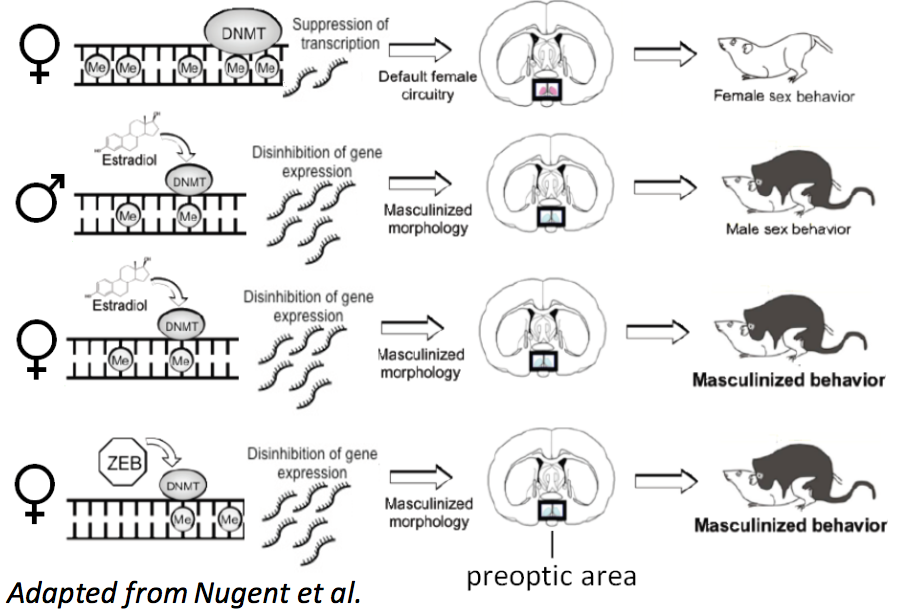 DNMT
Me Me Me Me Me
Suppression of
transcription
Default female
circuitry
Female sex behavior
Estradiol
DNMT
Me Me
Disinhibition of gene
expression
Masculinized
morphology
Male sex behavior
Estradiol
DNMT
Me Me
Disinhibition of gene
expression
Masculinized
morphology
Masculinized behavior
ZEB
DNMT
Me Me
Disinhibition of gene
expression
Masculinized
morphology
Masculinized behavior
preoptic area
Adapted from Nugent et al.